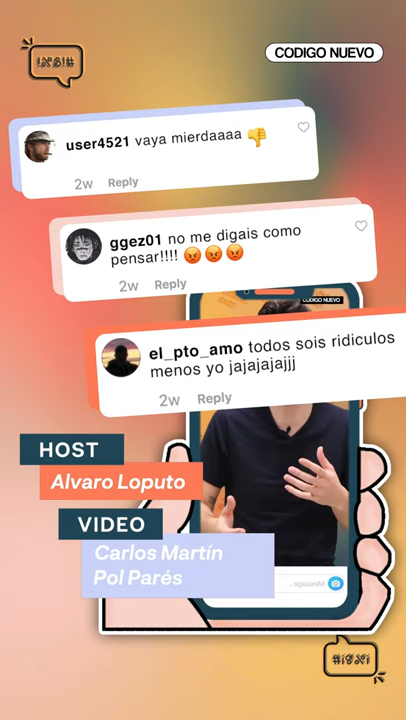 CODIGO NUEVO
user4521 vaya mierdaaaa
2w Reply
ggez01 no me digais como
pensar!!!!
2w Reply
CODIGO NUEVO
el_pto_amo todos sois ridiculos
menos yo jajajajajjj
2w Reply
HOST
Alvaro Loputo
VIDEO
Carlos Martín
Pol Parés
Message...